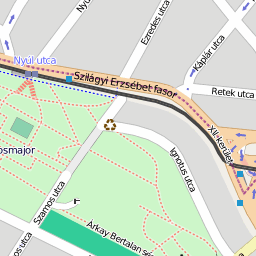 Nyúl utca
Szilágyi Erzsébet fasor
Ezredes utca
Káplár utca
Retek utca
XII. kerület
Ignotus utca
osmajor
Szamos utca
Árkay Bertalan sé